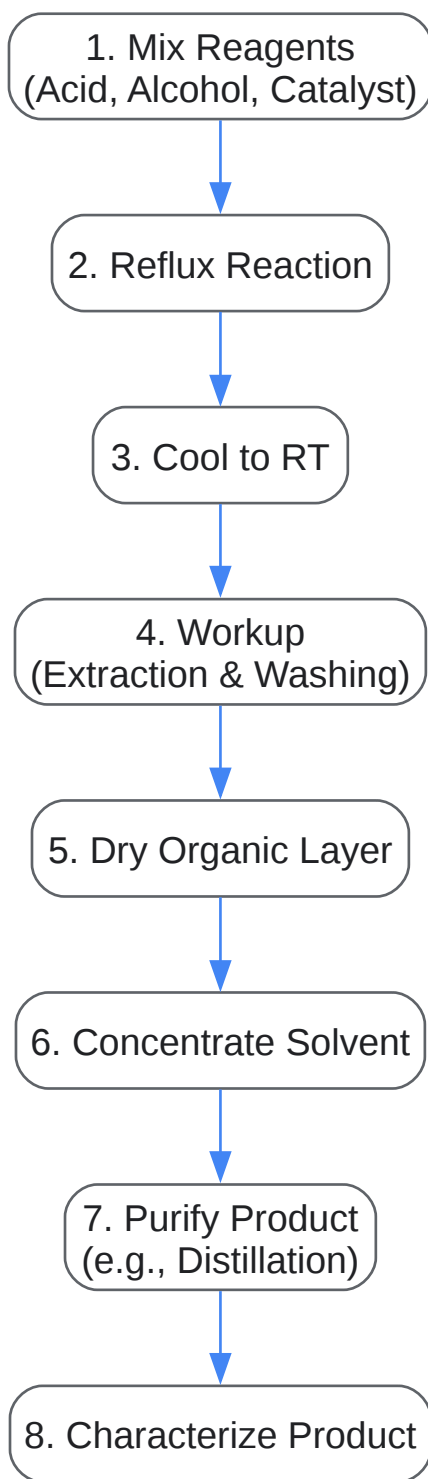 1. Mix Reagents
(Acid, Alcohol, Catalyst)
2. Reflux Reaction
3. Cool to RT
4. Workup
(Extraction & Washing)
5. Dry Organic Layer
6. Concentrate Solvent
7. Purify Product
(e.g., Distillation)
8. Characterize Product